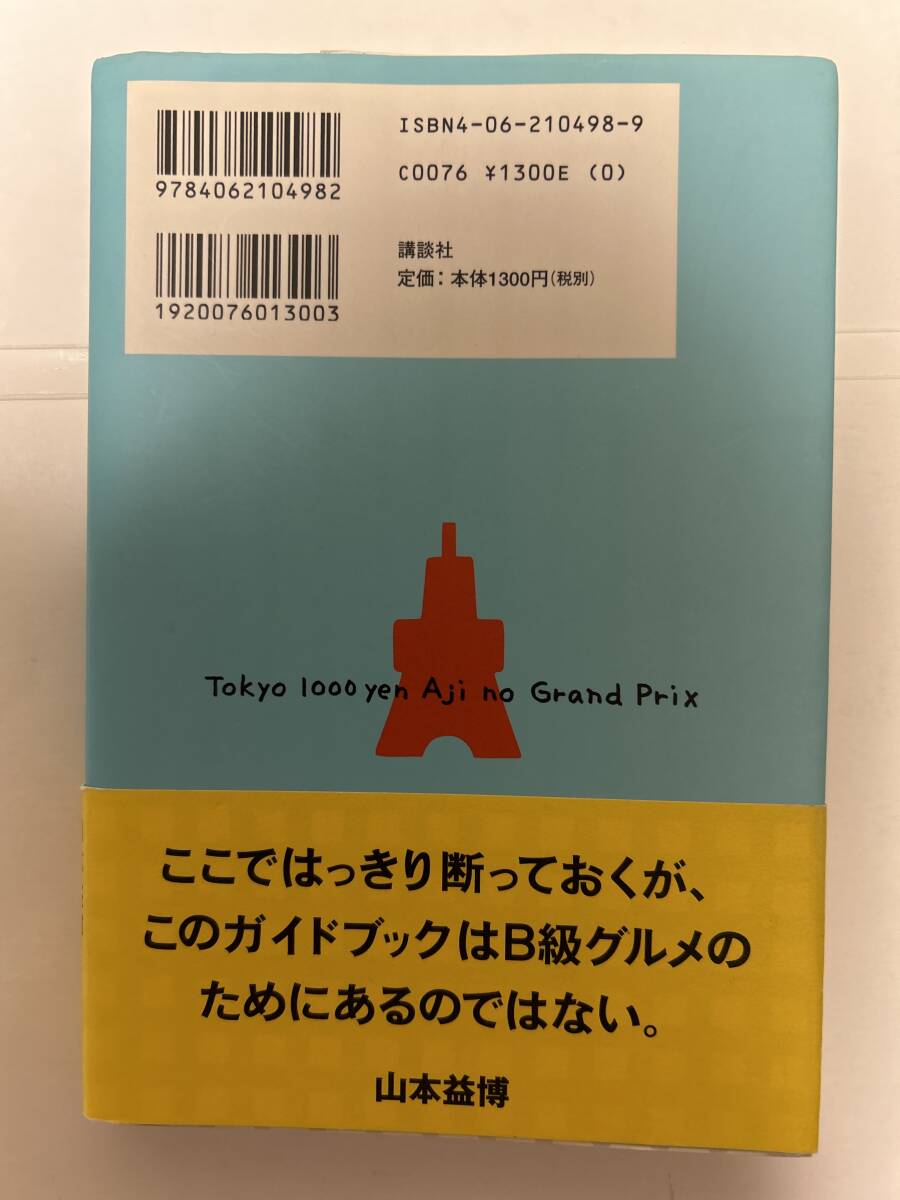 9784062104982
ISBN4-06-210498-9
C0076 ¥1300E (0)
1920076013003
講談社
定価：本体1300円(税別)
Tokyo 1000 yen Aji no Grand Prix
ここではっきり断っておくが、
このガイドブックはB級グルメの
ためにあるのではない。
山本益博